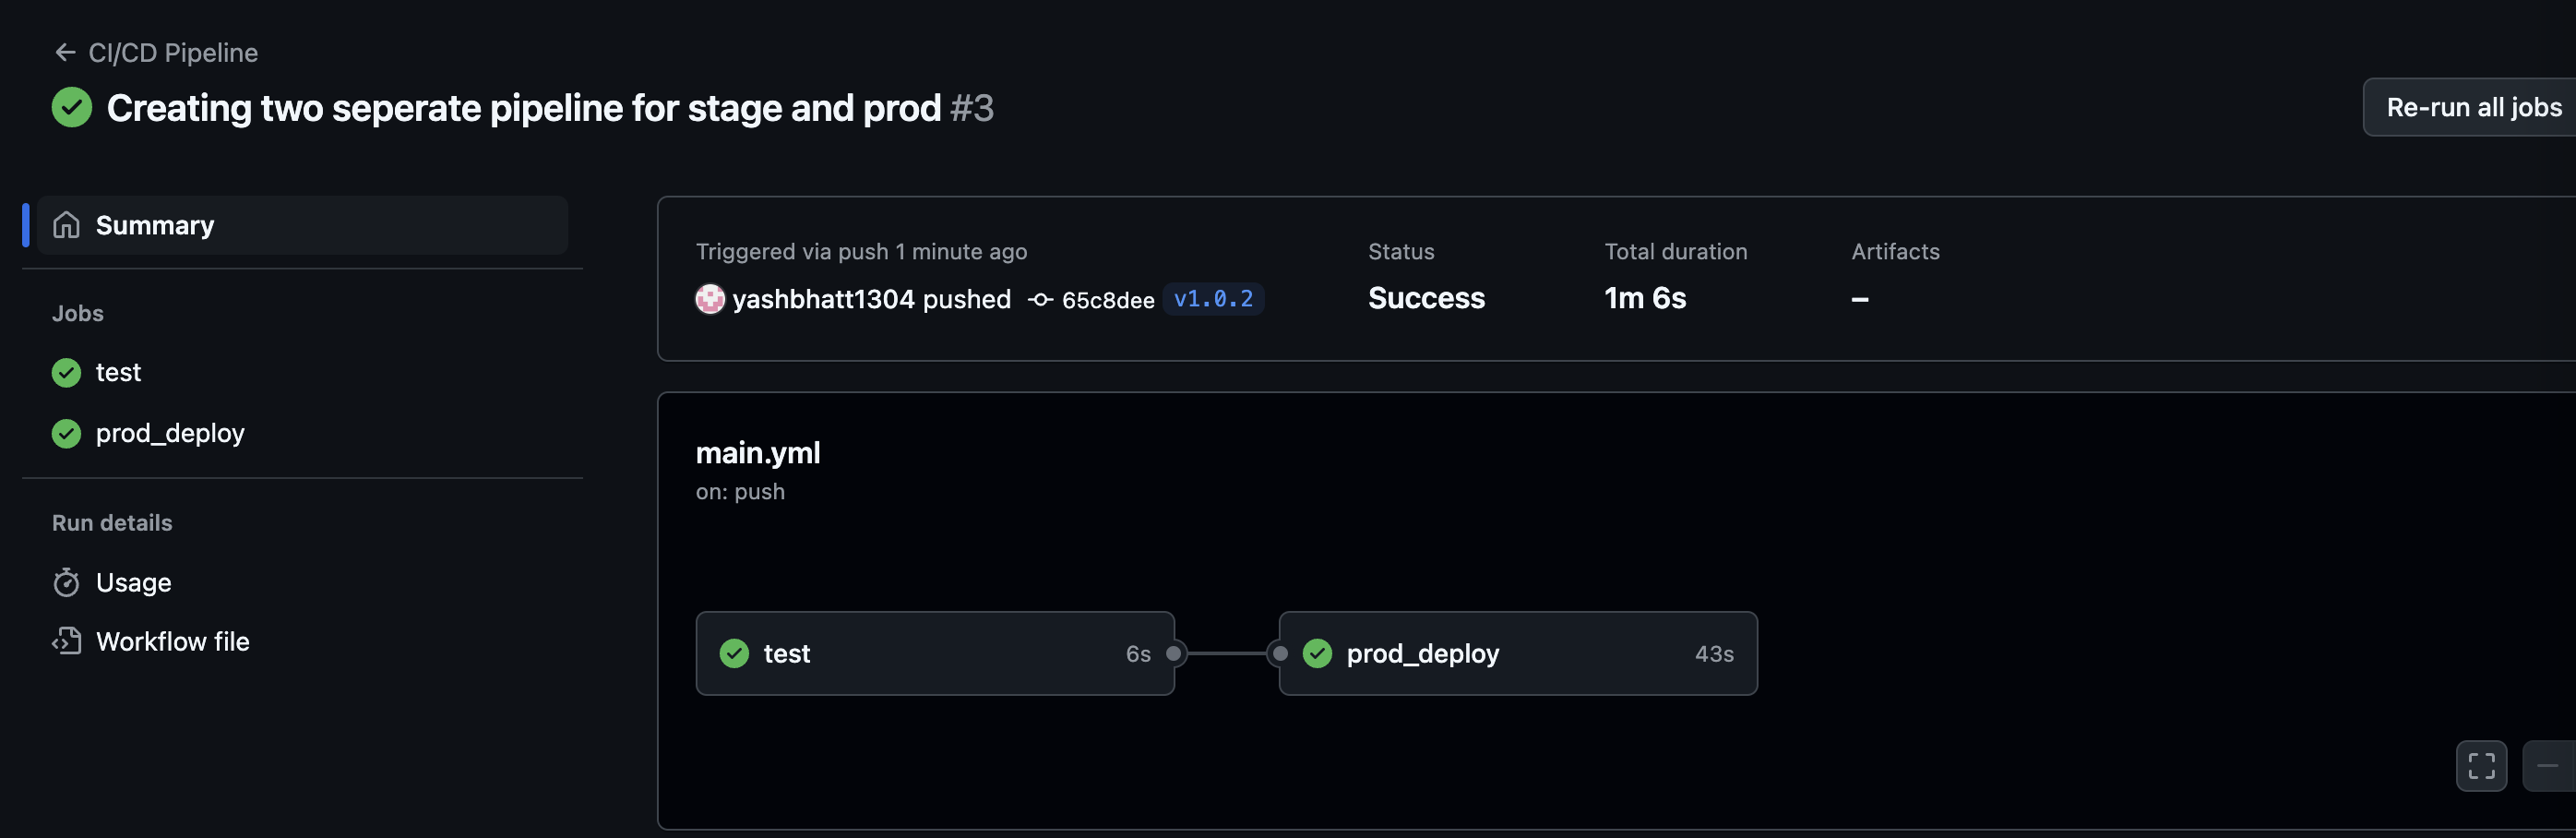 CI/CD Pipeline
Creating two seperate pipeline for stage and prod #3
Re-run all jobs
Summary
Jobs
test
prod_deploy
Run details
Usage
Workflow file
Triggered via push 1 minute ago
yashbhatt1304 pushed 65c8dee v1.0.2
Status
Success
Total duration
1m 6s
Artifacts
–
main.yml
on: push
test 6s
prod_deploy 43s